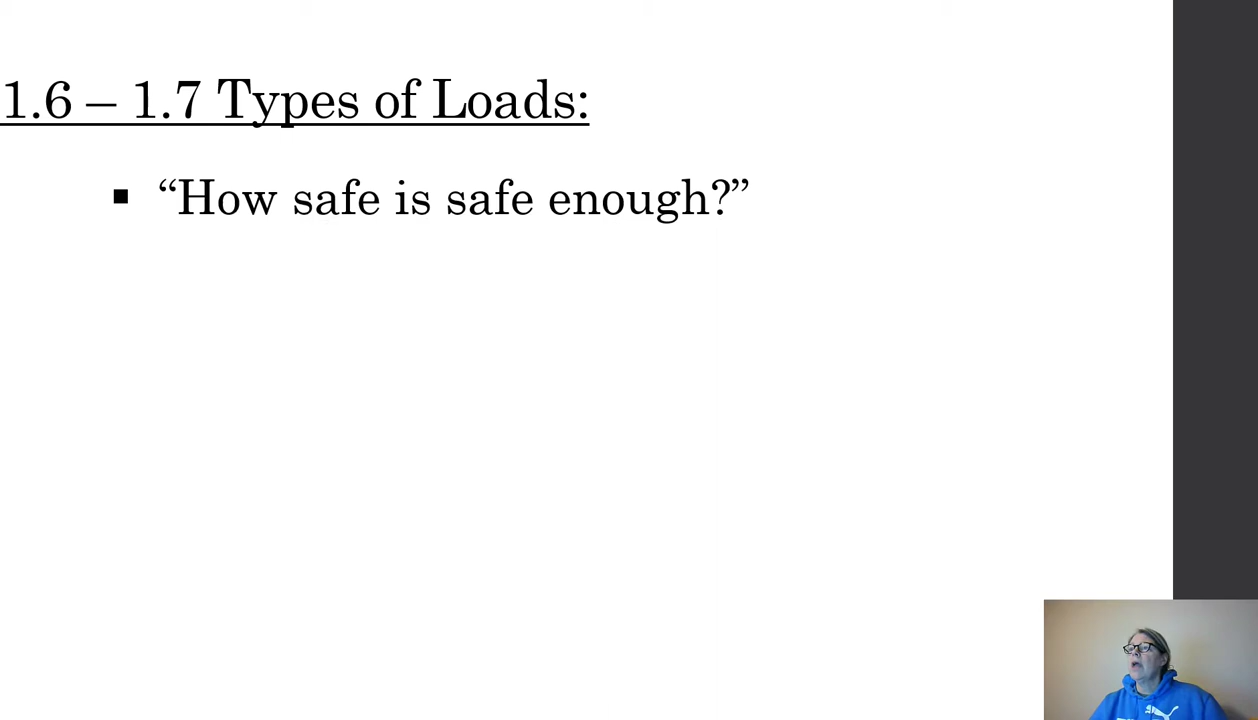 1.6 – 1.7 Types of Loads:
▪ “How safe is safe enough?”